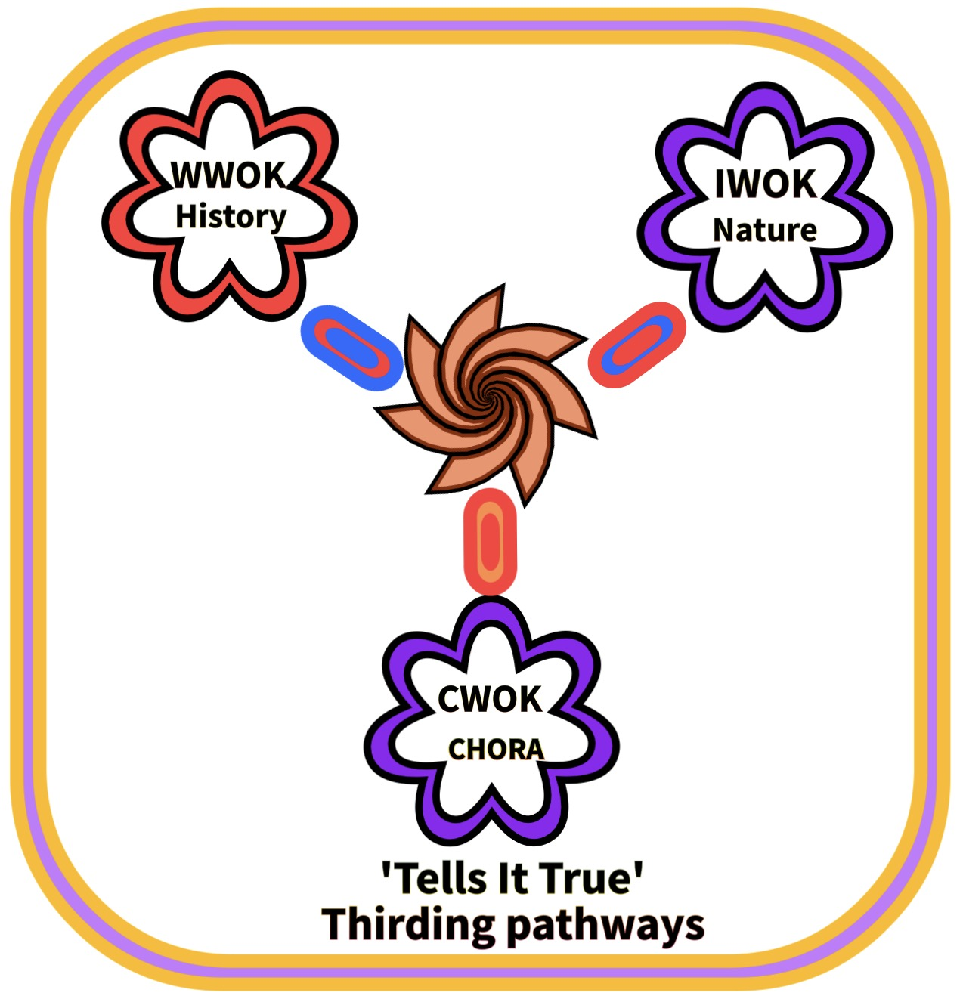 WWOK
History
IWOK
Nature
CWOK
CHORA
'Tells It True'
Thirding pathways